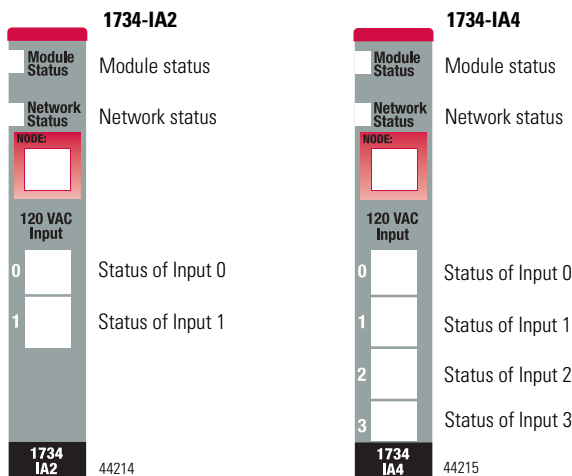 1734-IA2
Module
Status
Module status
Network
Status
Network status
NODE:
120 VAC
Input
0
Status of Input 0
1
Status of Input 1
1734
IA2
44214
1734-IA4
Module
Status
Module status
Network
Status
Network status
NODE:
120 VAC
Input
0
Status of Input 0
1
Status of Input 1
2
Status of Input 2
3
Status of Input 3
1734
IA4
44215